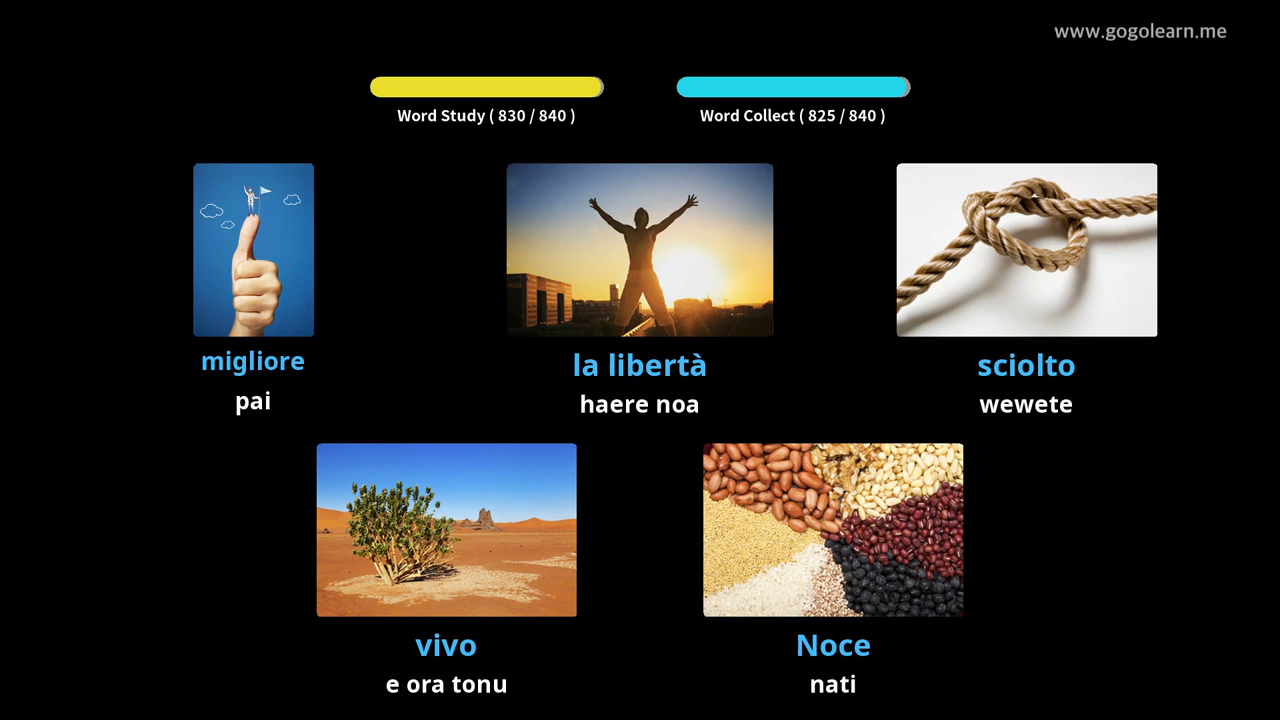 www.gogolearn.me
Word Study ( 830 / 840 )
Word Collect ( 825 / 840 )
migliore
pai
la libertà
haere noa
sciolto
wewete
vivo
e ora tonu
Noce
nati